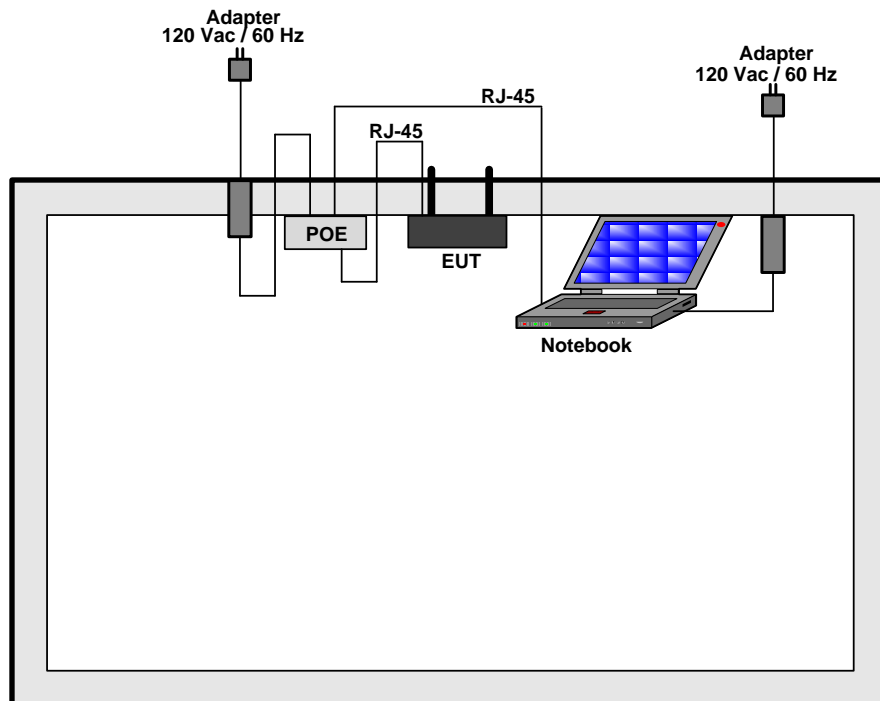 Adapter
120 Vac / 60 Hz
Adapter
120 Vac / 60 Hz
RJ-45
RJ-45
POE
EUT
Notebook